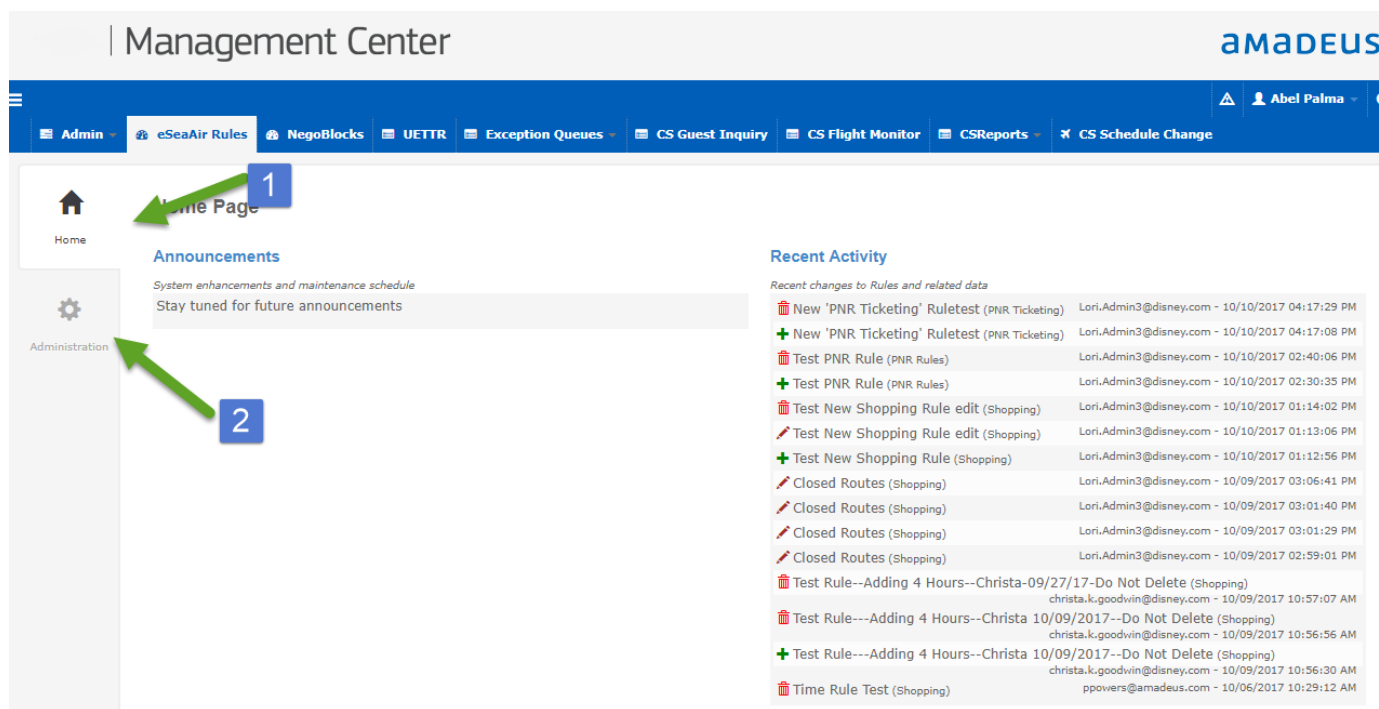 | Management Center
aмaDEUS
Abel Palma
Admin eSeaAir Rules NegoBlocks UETTR Exception Queues CS Guest Inquiry CS Flight Monitor CSReports CS Schedule Change
1
Home Page
Home
Announcements
System enhancements and maintenance schedule
Stay tuned for future announcements
Administration
2
Recent Activity
Recent changes to Rules and related data
New 'PNR Ticketing' Ruletest (PNR Ticketing) Lori.Admin3@disney.com - 10/10/2017 04:17:29 PM
New 'PNR Ticketing' Ruletest (PNR Ticketing) Lori.Admin3@disney.com - 10/10/2017 04:17:08 PM
Test PNR Rule (PNR Rules) Lori.Admin3@disney.com - 10/10/2017 02:40:06 PM
Test PNR Rule (PNR Rules) Lori.Admin3@disney.com - 10/10/2017 02:30:35 PM
Test New Shopping Rule edit (Shopping) Lori.Admin3@disney.com - 10/10/2017 01:14:02 PM
Test New Shopping Rule edit (Shopping) Lori.Admin3@disney.com - 10/10/2017 01:13:06 PM
Test New Shopping Rule (Shopping) Lori.Admin3@disney.com - 10/10/2017 01:12:56 PM
Closed Routes (Shopping) Lori.Admin3@disney.com - 10/09/2017 03:06:41 PM
Closed Routes (Shopping) Lori.Admin3@disney.com - 10/09/2017 03:01:40 PM
Closed Routes (Shopping) Lori.Admin3@disney.com - 10/09/2017 03:01:29 PM
Closed Routes (Shopping) Lori.Admin3@disney.com - 10/09/2017 02:59:01 PM
Test Rule--Adding 4 Hours--Christa-09/27/17-Do Not Delete (Shopping)
christa.k.goodwin@disney.com - 10/09/2017 10:57:07 AM
Test Rule---Adding 4 Hours--Christa 10/09/2017--Do Not Delete (Shopping)
christa.k.goodwin@disney.com - 10/09/2017 10:56:56 AM
Test Rule---Adding 4 Hours--Christa 10/09/2017--Do Not Delete (Shopping)
christa.k.goodwin@disney.com - 10/09/2017 10:56:30 AM
Time Rule Test (Shopping) ppowers@amadeus.com - 10/06/2017 10:29:12 AM